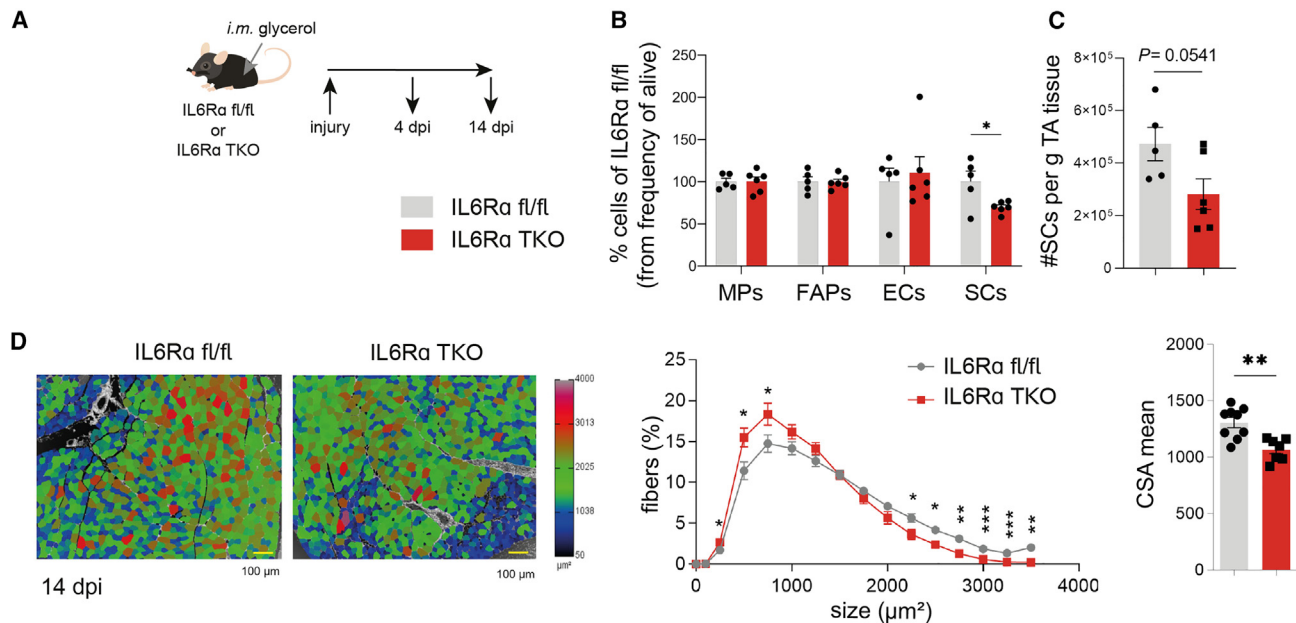 A
i.m. glycerol
IL6Rα fl/fl
or
IL6Rα TKO
injury
4 dpi
14 dpi
IL6Rα fl/fl
IL6Rα TKO
B
% cells of IL6Rα fl/fl
(from frequency of alive)
250
200
150
100
50
0
*
MPs
FAPs
ECs
SCs
C
#SCs per g TA tissue
P= 0.0541
8×10⁵
6×10⁵
4×10⁵
2×10⁵
0
D
IL6Rα fl/fl
IL6Rα TKO
4000
3013
2025
1038
50
µm²
100 µm
100 µm
14 dpi
fibers (%)
25
20
15
10
5
0
IL6Rα fl/fl
IL6Rα TKO
*
*
*
*
*
**
***
***
**
0
1000
2000
3000
4000
size (µm²)
CSA mean
2000
1500
1000
500
0
**